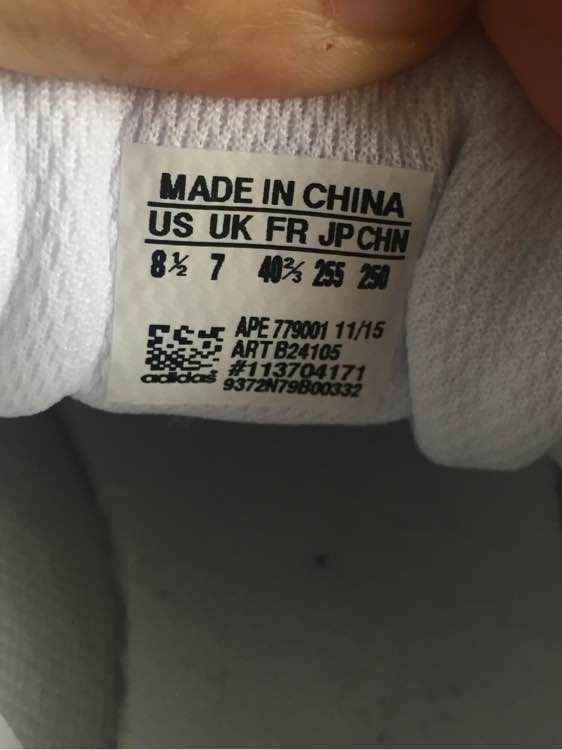 MADE IN CHINA
US UK FR JP CHN
8½ 7 40⅔ 255 250
APE 779001 11/15
ART B24105
#113704171
adidas 9372N79B00332